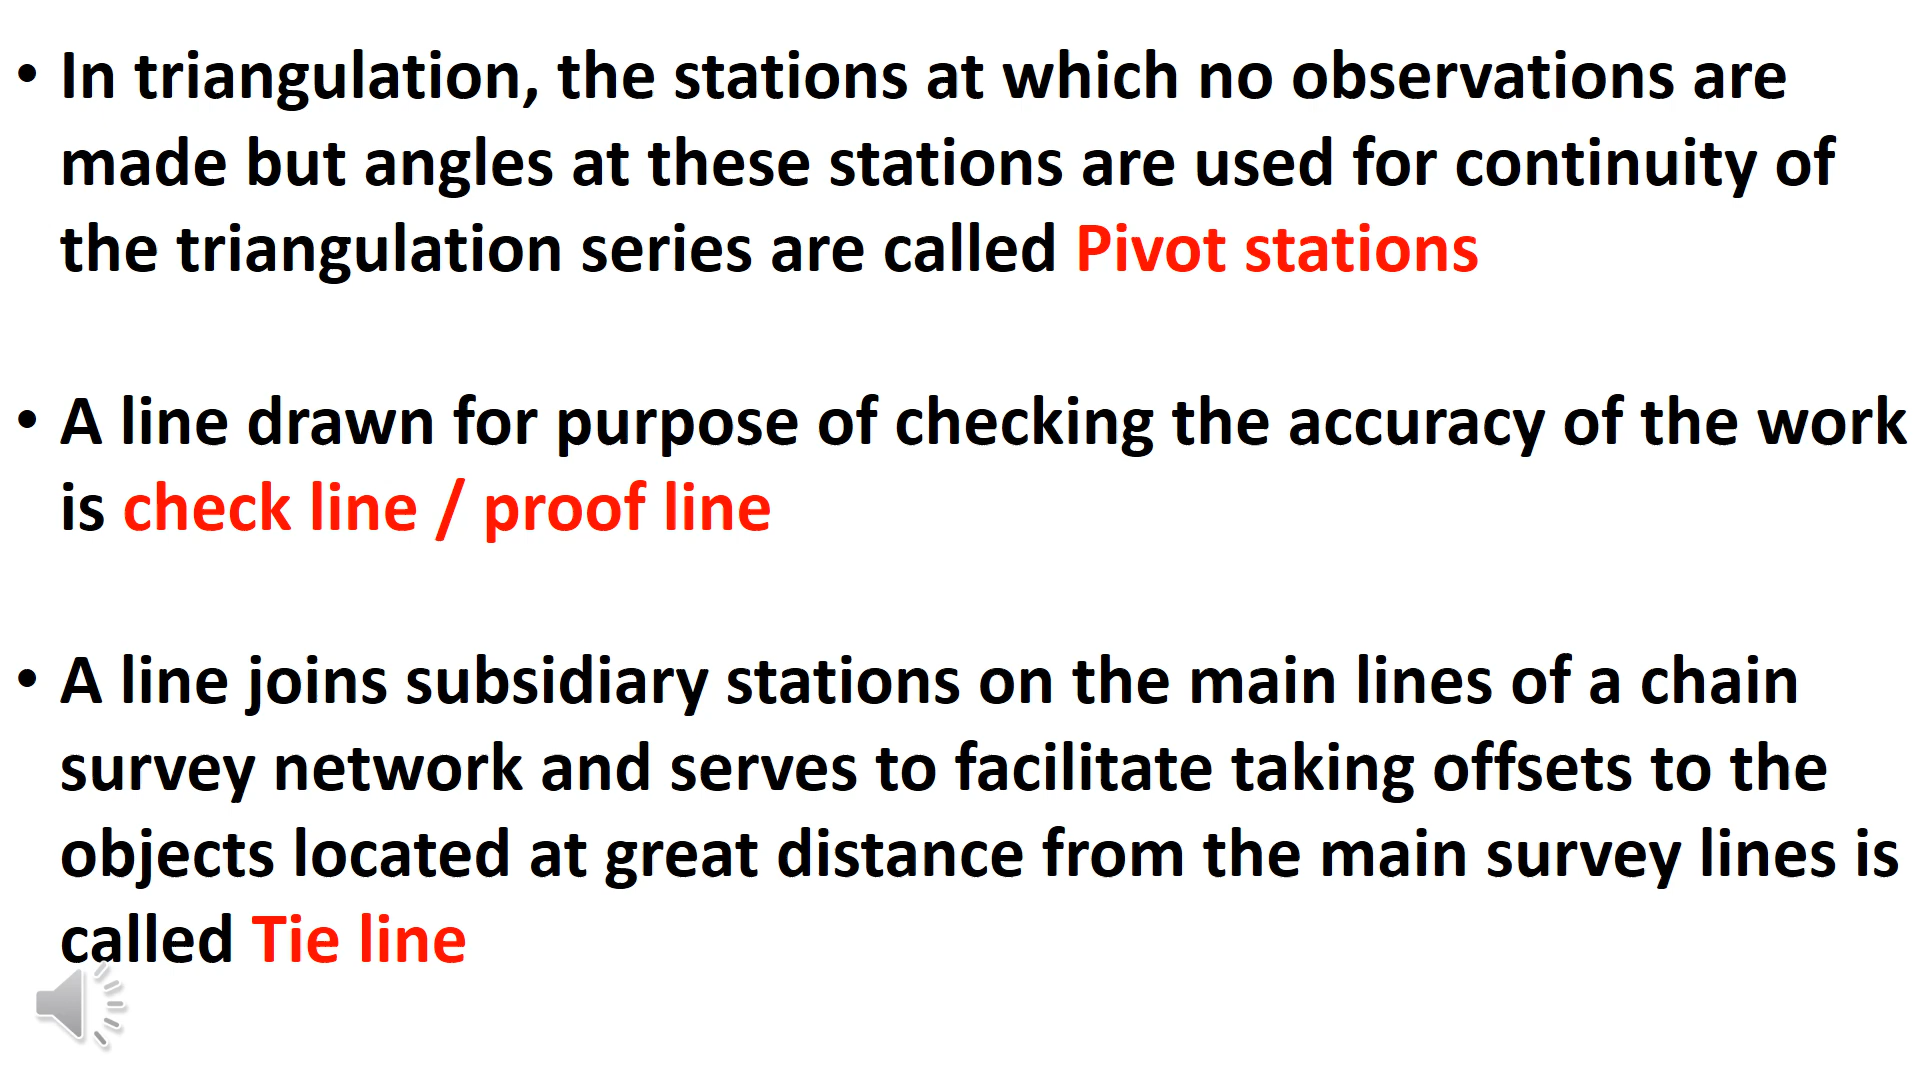 • In triangulation, the stations at which no observations are
made but angles at these stations are used for continuity of
the triangulation series are called Pivot stations
• A line drawn for purpose of checking the accuracy of the work
is check line / proof line
• A line joins subsidiary stations on the main lines of a chain
survey network and serves to facilitate taking offsets to the
objects located at great distance from the main survey lines is
called Tie line